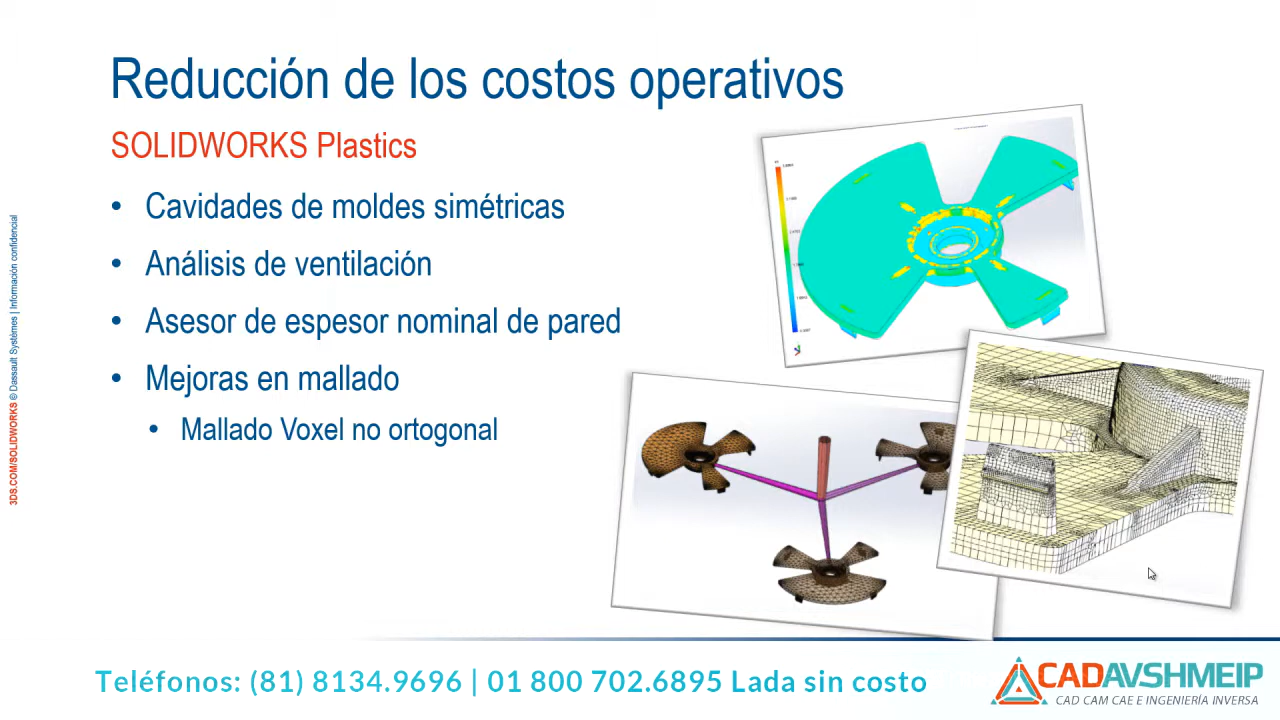 Reducción de los costos operativos
SOLIDWORKS Plastics
• Cavidades de moldes simétricas
• Análisis de ventilación
• Asesor de espesor nominal de pared
• Mejoras en mallado
• Mallado Voxel no ortogonal
3DS.COM/SOLIDWORKS © Dassault Systèmes | Información confidencial
Teléfonos: (81) 8134.9696 | 01 800 702.6895 Lada sin costo
CADAVSHMEIP
CAD CAM CAE E INGENIERÍA INVERSA